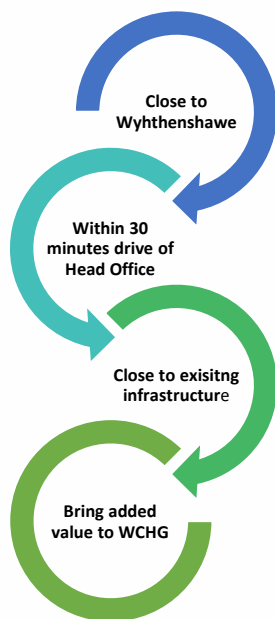 Close to
Wyhthenshawe
Within 30
minutes drive of
Head Office
Close to exisitng
infrastructure
Bring added
value to WCHG